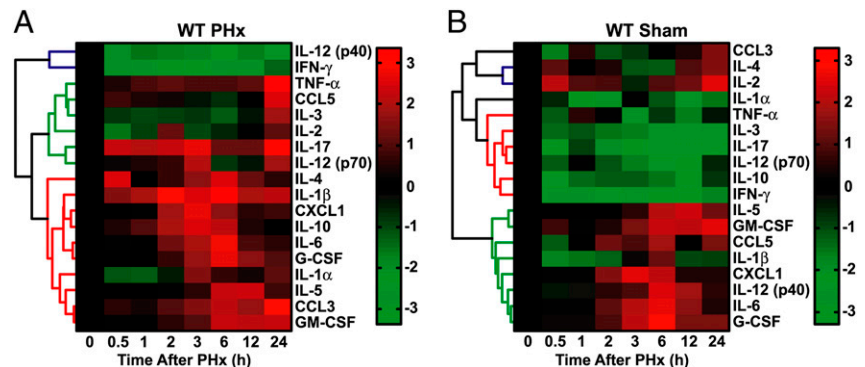 A
WT PHx
IL-12 (p40)
IFN-γ
TNF-α
CCL5
IL-3
IL-2
IL-17
IL-12 (p70)
IL-4
IL-1β
CXCL1
IL-10
IL-6
G-CSF
IL-1α
IL-5
CCL3
GM-CSF
3
2
1
0
-1
-2
-3
0 0.5 1 2 3 6 12 24
Time After PHx (h)
B
WT Sham
CCL3
IL-4
IL-2
IL-1α
TNF-α
IL-3
IL-17
IL-12 (p70)
IL-10
IFN-γ
IL-5
GM-CSF
CCL5
IL-1β
CXCL1
IL-12 (p40)
IL-6
G-CSF
3
2
1
0
-1
-2
-3
0 0.5 1 2 3 6 12 24
Time After PHx (h)